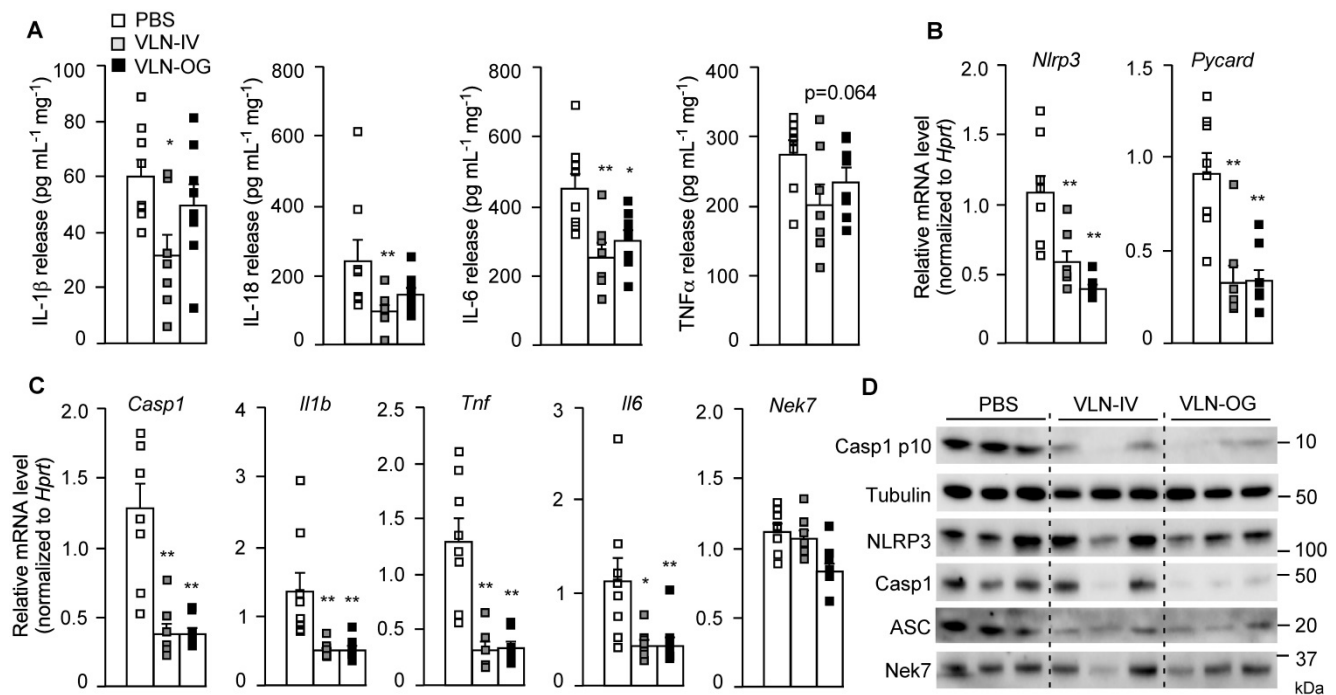 A
PBS
VLN-IV
VLN-OG
IL-1β release (pg mL-1 mg-1)
100
80
60
40
20
0
*
IL-18 release (pg mL-1 mg-1)
800
600
400
200
0
**
IL-6 release (pg mL-1 mg-1)
800
600
400
200
0
**
*
TNFα release (pg mL-1 mg-1)
400
300
200
100
0
p=0.064
B
Relative mRNA level
(normalized to Hprt)
Nlrp3
2.0
1.5
1.0
0.5
0
**
**
Pycard
1.5
1.0
0.5
0
**
**
C
Relative mRNA level
(normalized to Hprt)
Casp1
2.0
1.5
1.0
0.5
0
**
**
Il1b
4
3
2
1
0
**
**
Tnf
2.5
2.0
1.5
1.0
0.5
0
**
**
Il6
3
2
1
0
*
**
Nek7
2.0
1.5
1.0
0.5
0
D
PBS
VLN-IV
VLN-OG
Casp1 p10
10
Tubulin
50
NLRP3
100
Casp1
50
ASC
20
Nek7
37
kDa